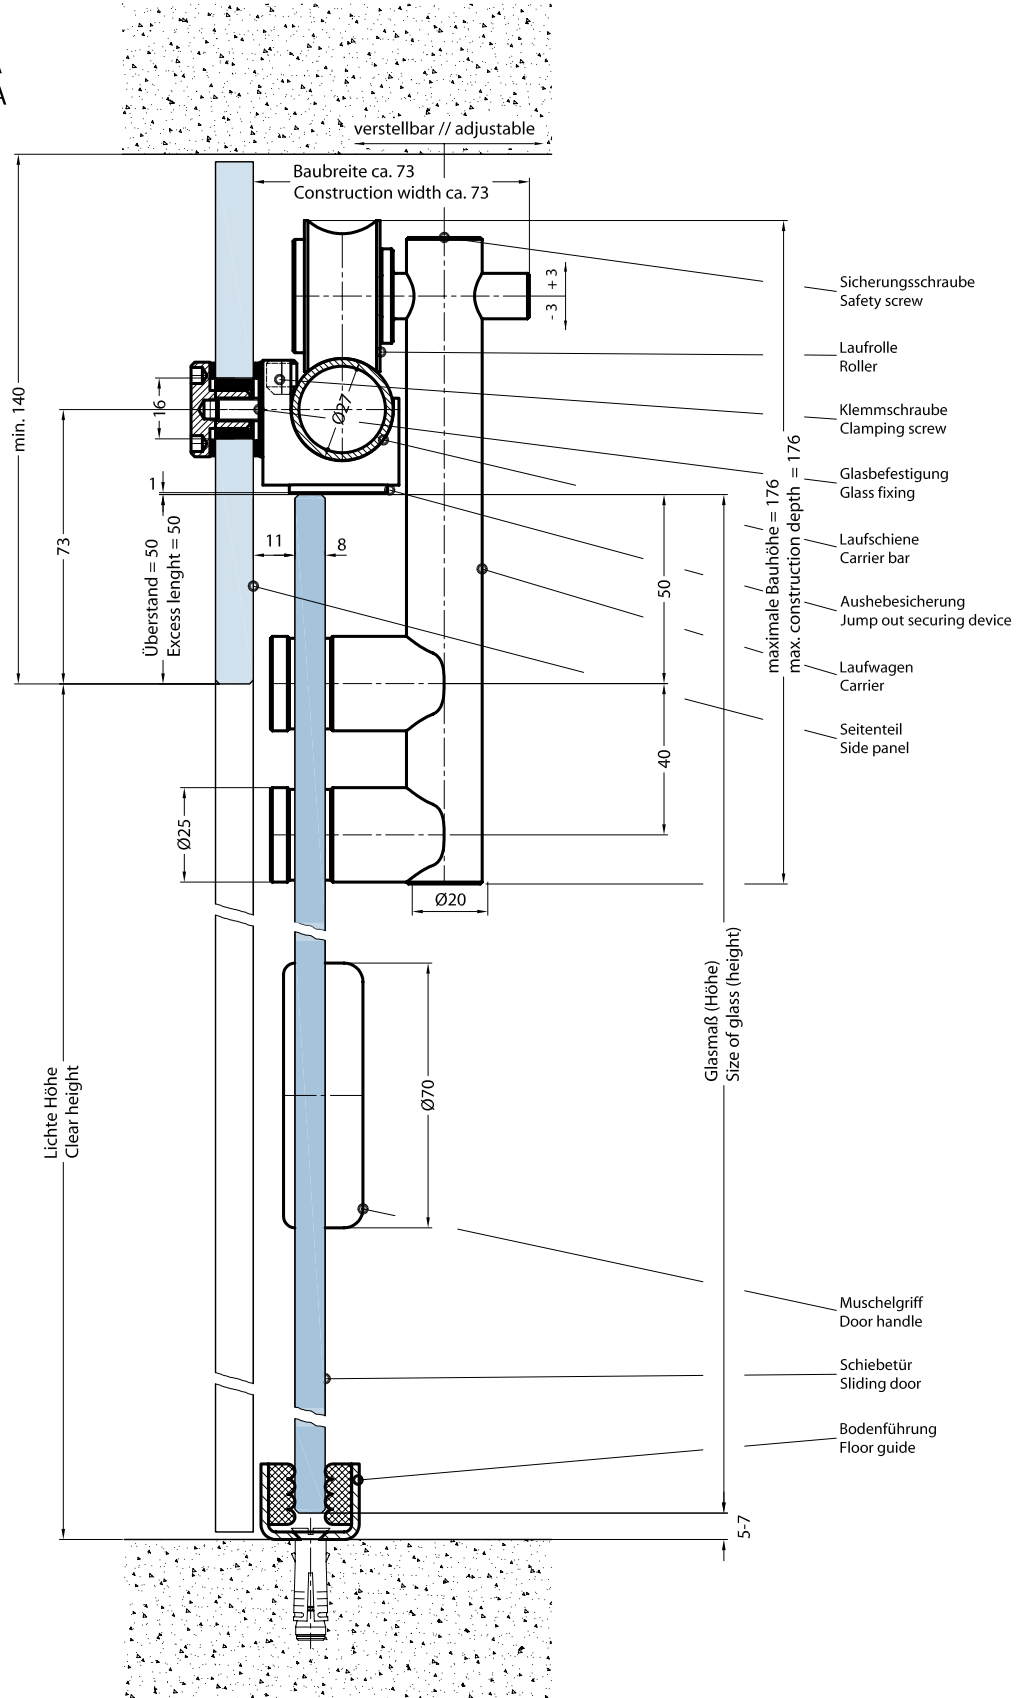 A
A
verstellbar // adjustable
Baubreite ca. 73
Construction width ca. 73
- 3 + 3
Sicherungsschraube
Safety screw
Laufrolle
Roller
min. 140
16
Ø27
Klemmschraube
Clamping screw
maximale Bauhöhe = 176
max. construction depth = 176
Glasbefestigung
Glass fixing
1
73
Überstand = 50
Excess lenght = 50
11
8
50
Laufschiene
Carrier bar
Aushebesicherung
Jump out securing device
Laufwagen
Carrier
40
Seitenteil
Side panel
Ø25
Ø20
Glasmaß (Höhe)
Size of glass (height)
Lichte Höhe
Clear height
Ø70
Muschelgriff
Door handle
Schiebetür
Sliding door
Bodenführung
Floor guide
5-7